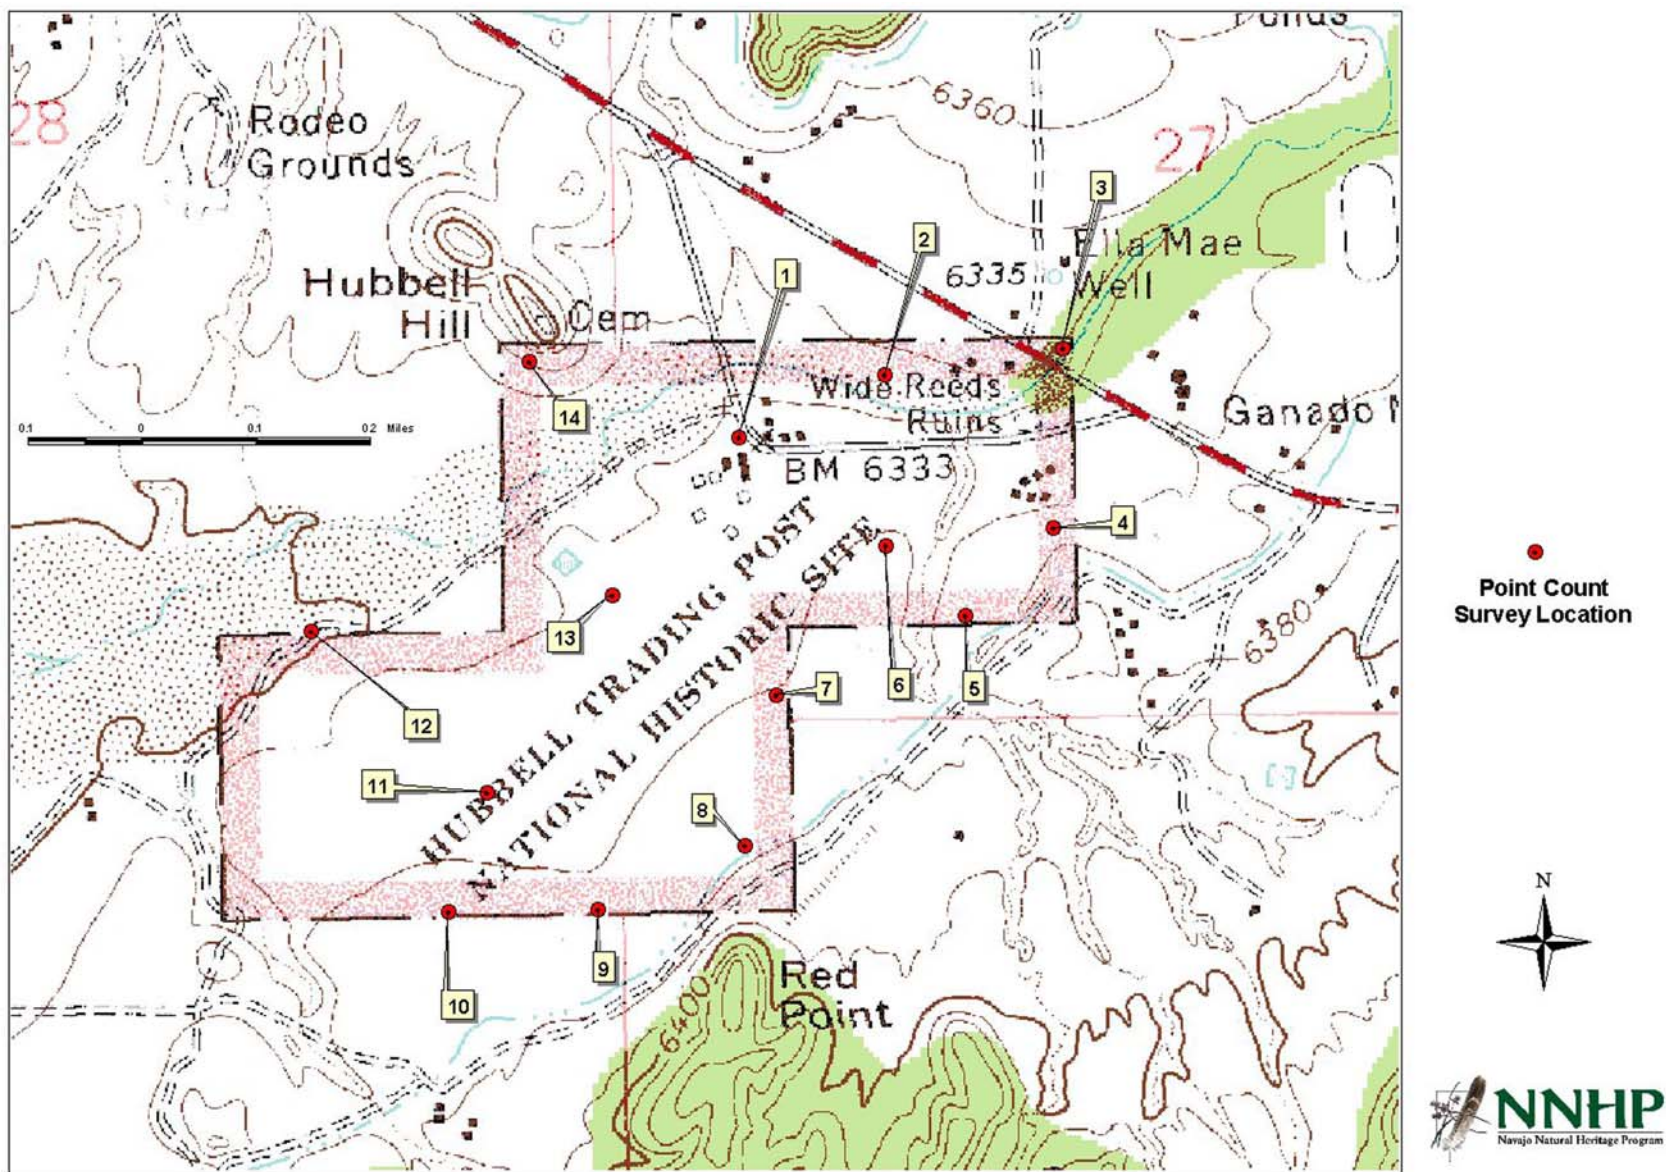 Ponds
6360
28
Rodeo
Grounds
27
3
Ella Mae
Well
2
6335
1
Hubbell
Hill
Cem
Wide Reeds
Ruins
14
Ganado
0.1 0 0.1 0.2 Miles
BM 6333
4
HUBBELL TRADING POST
NATIONAL HISTORIC SITE
13
6380
12
7
6
5
11
8
10
9
Red
Point
6400
Point Count
Survey Location
N
NNHP
Navajo Natural Heritage Program